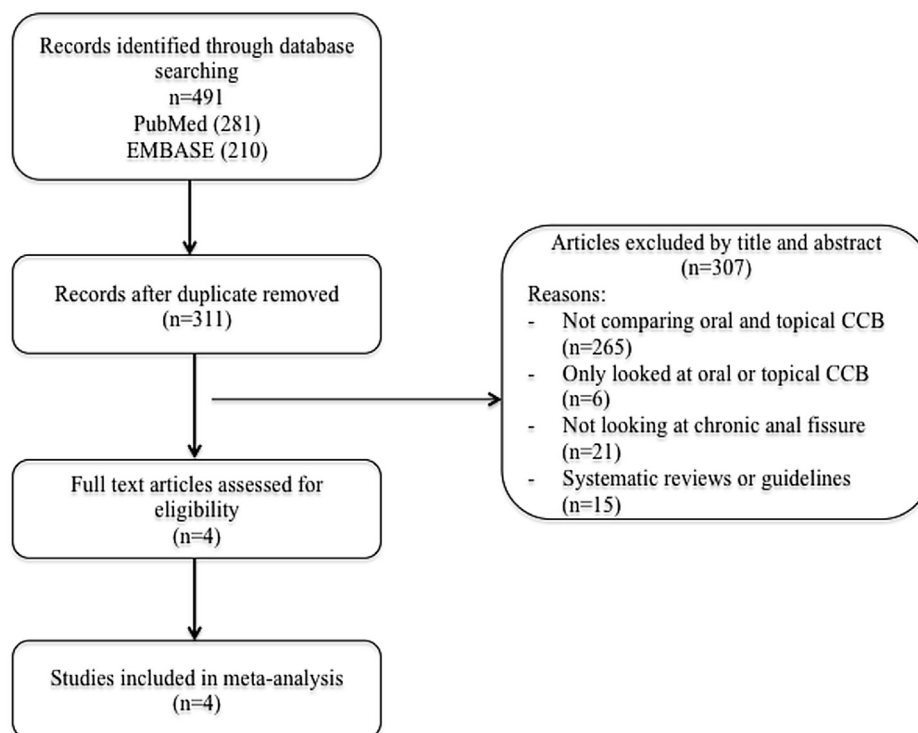 Records identified through database
searching
n=491
PubMed (281)
EMBASE (210)
Records after duplicate removed
(n=311)
Articles excluded by title and abstract
(n=307)
Reasons:
- Not comparing oral and topical CCB
(n=265)
- Only looked at oral or topical CCB
(n=6)
- Not looking at chronic anal fissure
(n=21)
- Systematic reviews or guidelines
(n=15)
Full text articles assessed for
eligibility
(n=4)
Studies included in meta-analysis
(n=4)